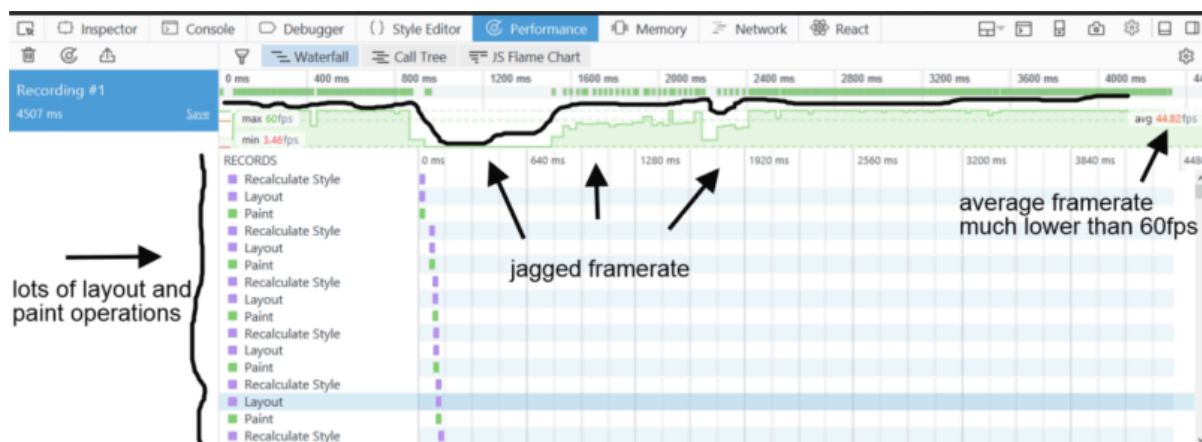 Inspector Console Debugger { } Style Editor Performance Memory Network React
Waterfall Call Tree JS Flame Chart
Recording #1
4507 ms Save
0 ms 400 ms 800 ms 1200 ms 1600 ms 2000 ms 2400 ms 2800 ms 3200 ms 3600 ms 4000 ms 44
max 60fps
avg 44.82fps
min 3.46fps
RECORDS 0 ms 640 ms 1280 ms 1920 ms 2560 ms 3200 ms 3840 ms 448
Recalculate Style
Layout
Paint
Recalculate Style
Layout
Paint
Recalculate Style
Layout
Paint
Recalculate Style
Layout
Paint
Recalculate Style
Layout
Paint
Recalculate Style
lots of layout and
paint operations
jagged framerate
average framerate
much lower than 60fps